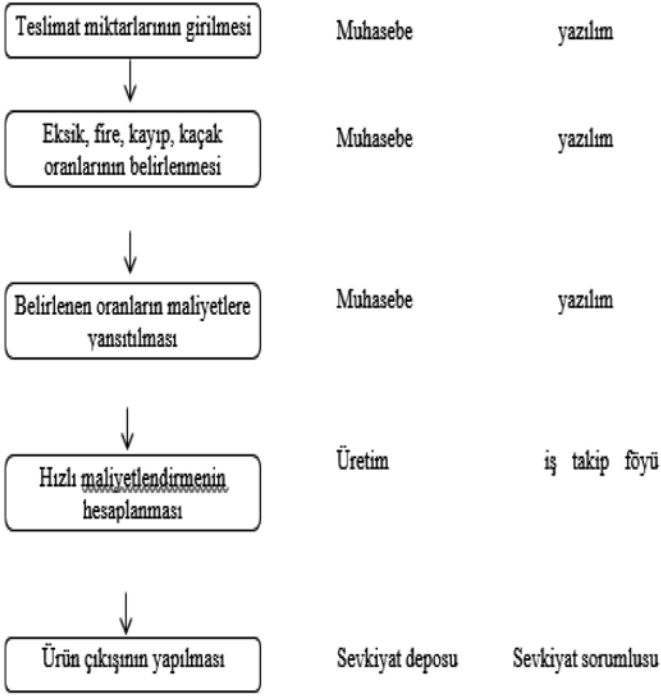 Teslimat miktarlarının girilmesi Muhasebe yazılım
Eksik, fire, kayıp, kaçak
oranlarının belirlenmesi
Muhasebe yazılım
Belirlenen oranların maliyetlere
yansıtılması
Muhasebe yazılım
Hızlı maliyetlendirmenin
hesaplanması
Üretim iş takip föyü
Ürün çıkışının yapılması Sevkiyat deposu Sevkiyat sorumlusu